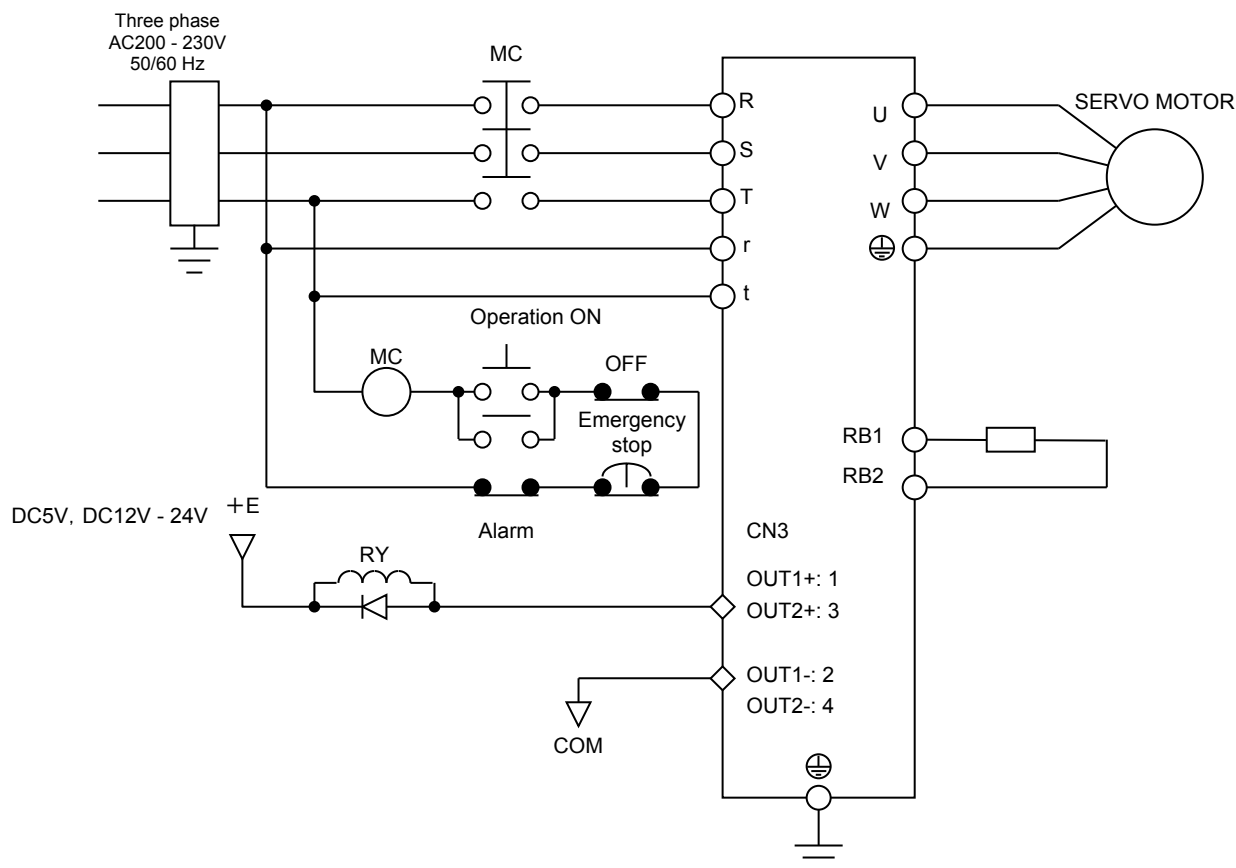 Three phase
AC200 - 230V
50/60 Hz
MC
R
S
T
r
t
U
V
W
SERVO MOTOR
Operation ON
MC
OFF
Emergency
stop
Alarm
RB1
RB2
DC5V, DC12V - 24V
+E
RY
CN3
OUT1+: 1
OUT2+: 3
OUT1-: 2
OUT2-: 4
COM